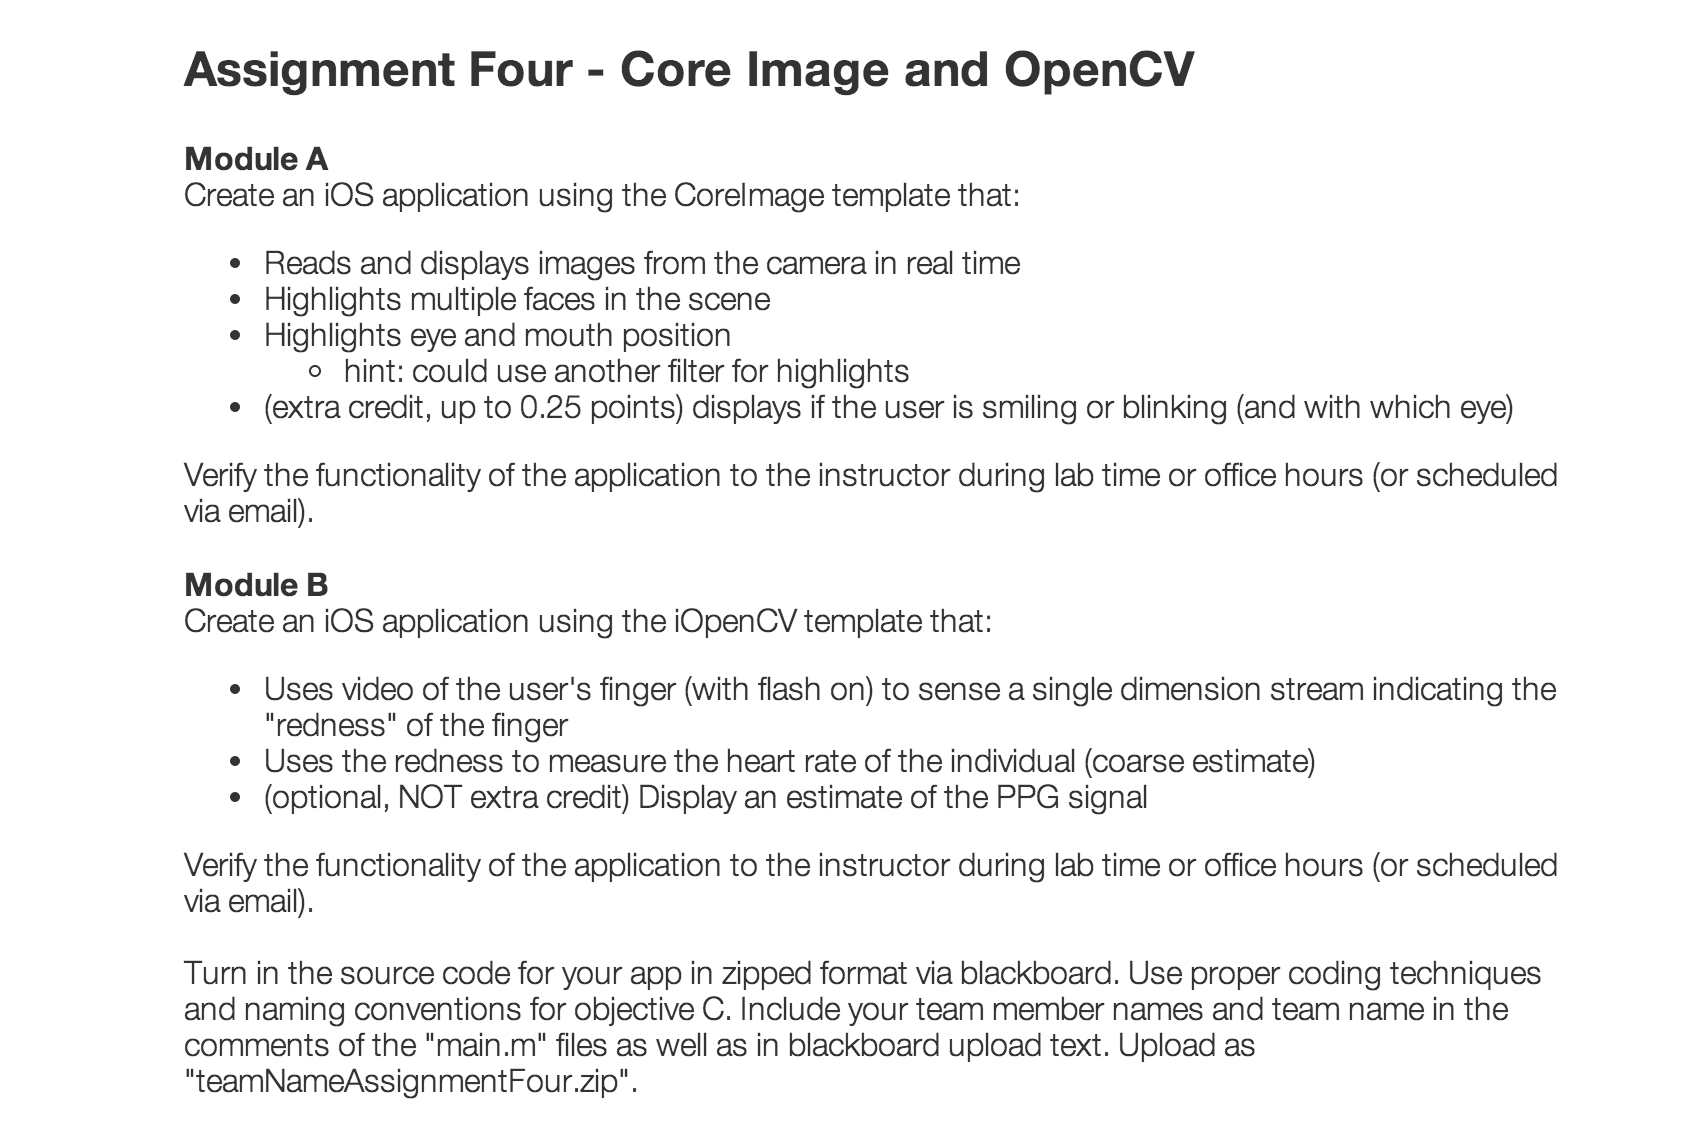 Assignment Four - Core Image and OpenCV
Module A
Create an iOS application using the CoreImage template that:
• Reads and displays images from the camera in real time
• Highlights multiple faces in the scene
• Highlights eye and mouth position
◦ hint: could use another filter for highlights
• (extra credit, up to 0.25 points) displays if the user is smiling or blinking (and with which eye)
Verify the functionality of the application to the instructor during lab time or office hours (or scheduled
via email).
Module B
Create an iOS application using the iOpenCV template that:
• Uses video of the user's finger (with flash on) to sense a single dimension stream indicating the
"redness" of the finger
• Uses the redness to measure the heart rate of the individual (coarse estimate)
• (optional, NOT extra credit) Display an estimate of the PPG signal
Verify the functionality of the application to the instructor during lab time or office hours (or scheduled
via email).
Turn in the source code for your app in zipped format via blackboard. Use proper coding techniques
and naming conventions for objective C. Include your team member names and team name in the
comments of the "main.m" files as well as in blackboard upload text. Upload as
"teamNameAssignmentFour.zip".